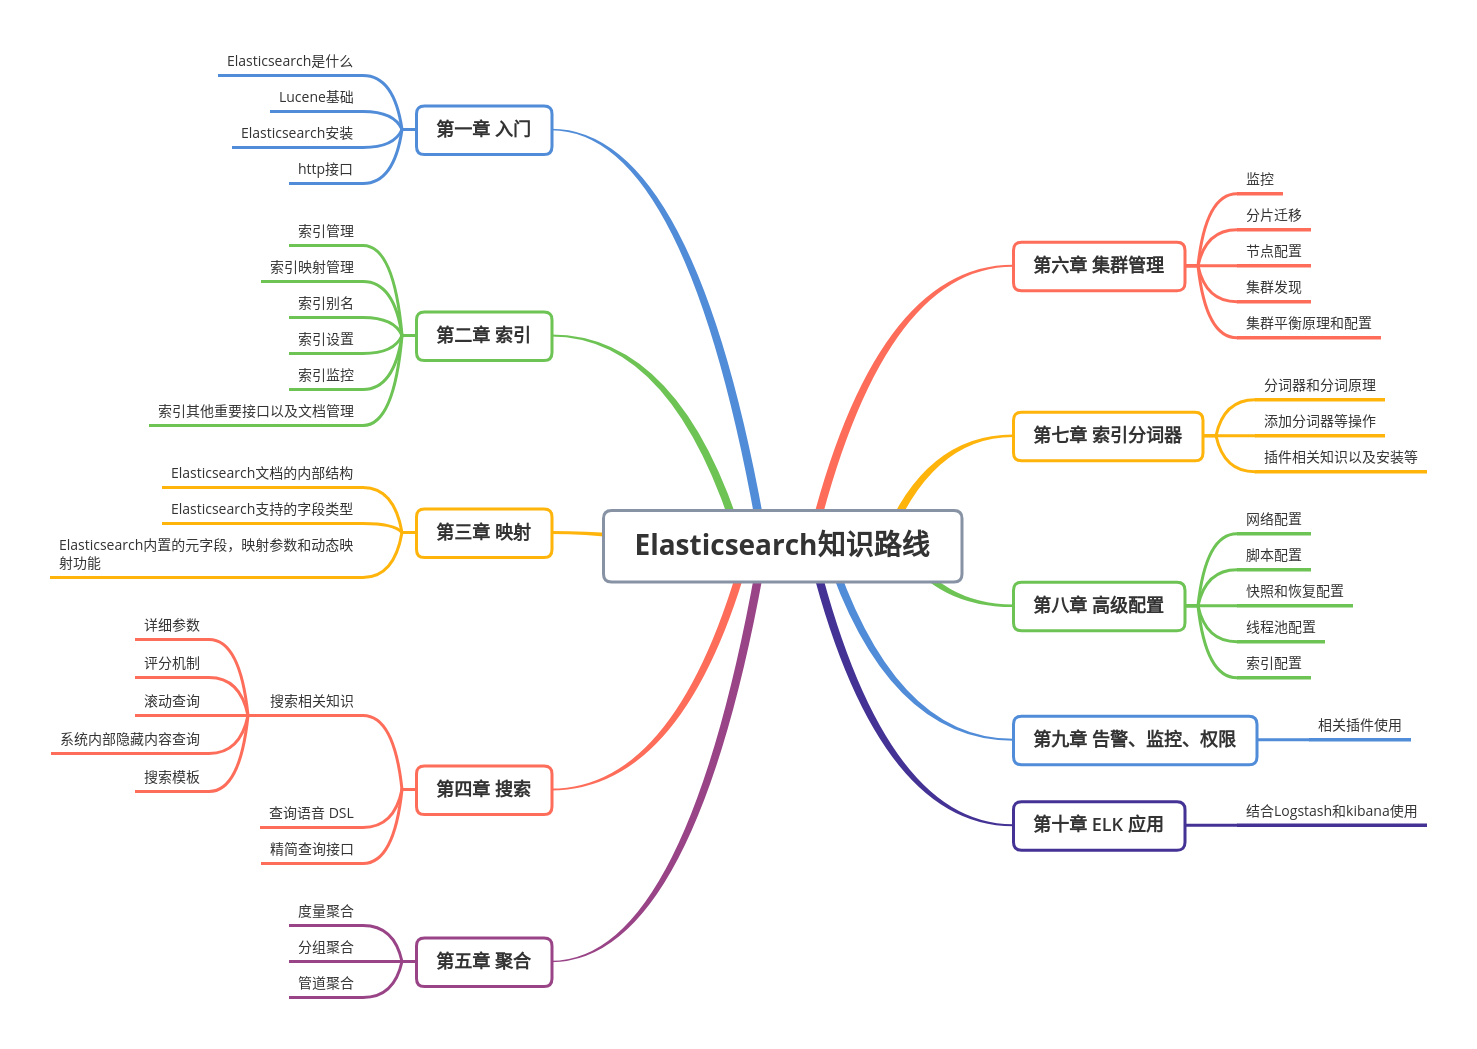 Elasticsearch知识路线
第一章 入门
Elasticsearch是什么
Lucene基础
Elasticsearch安装
http接口
第二章 索引
索引管理
索引映射管理
索引别名
索引设置
索引监控
索引其他重要接口以及文档管理
第三章 映射
Elasticsearch文档的内部结构
Elasticsearch支持的字段类型
Elasticsearch内置的元字段，映射参数和动态映
射功能
第四章 搜索
搜索相关知识
详细参数
评分机制
滚动查询
系统内部隐藏内容查询
搜索模板
查询语音 DSL
精简查询接口
第五章 聚合
度量聚合
分组聚合
管道聚合
第六章 集群管理
监控
分片迁移
节点配置
集群发现
集群平衡原理和配置
第七章 索引分词器
分词器和分词原理
添加分词器等操作
插件相关知识以及安装等
第八章 高级配置
网络配置
脚本配置
快照和恢复配置
线程池配置
索引配置
第九章 告警、监控、权限
相关插件使用
第十章 ELK 应用
结合Logstash和kibana使用